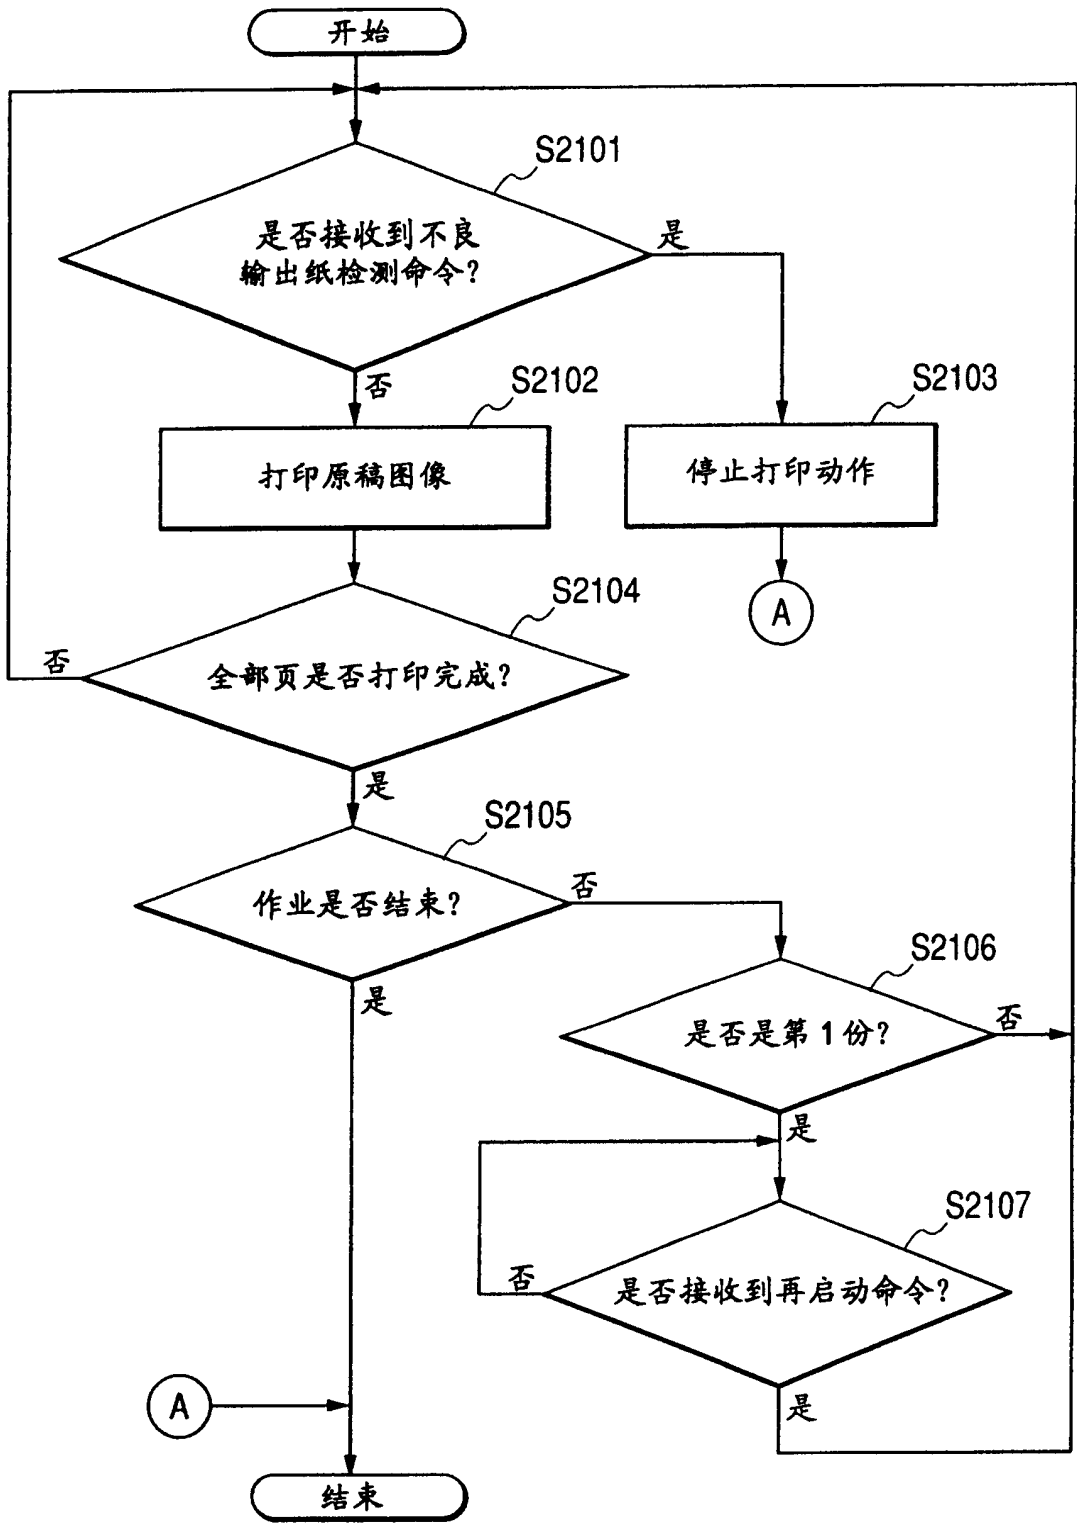 开始
S2101
是否接收到不良
输出纸检测命令?
是
否
S2102
S2103
打印原稿图像
停止打印动作
A
S2104
否
全部页是否打印完成?
是
S2105
作业是否结束?
否
是
S2106
是否是第1份?
否
是
S2107
是否接收到再启动命令?
否
是
A
结束